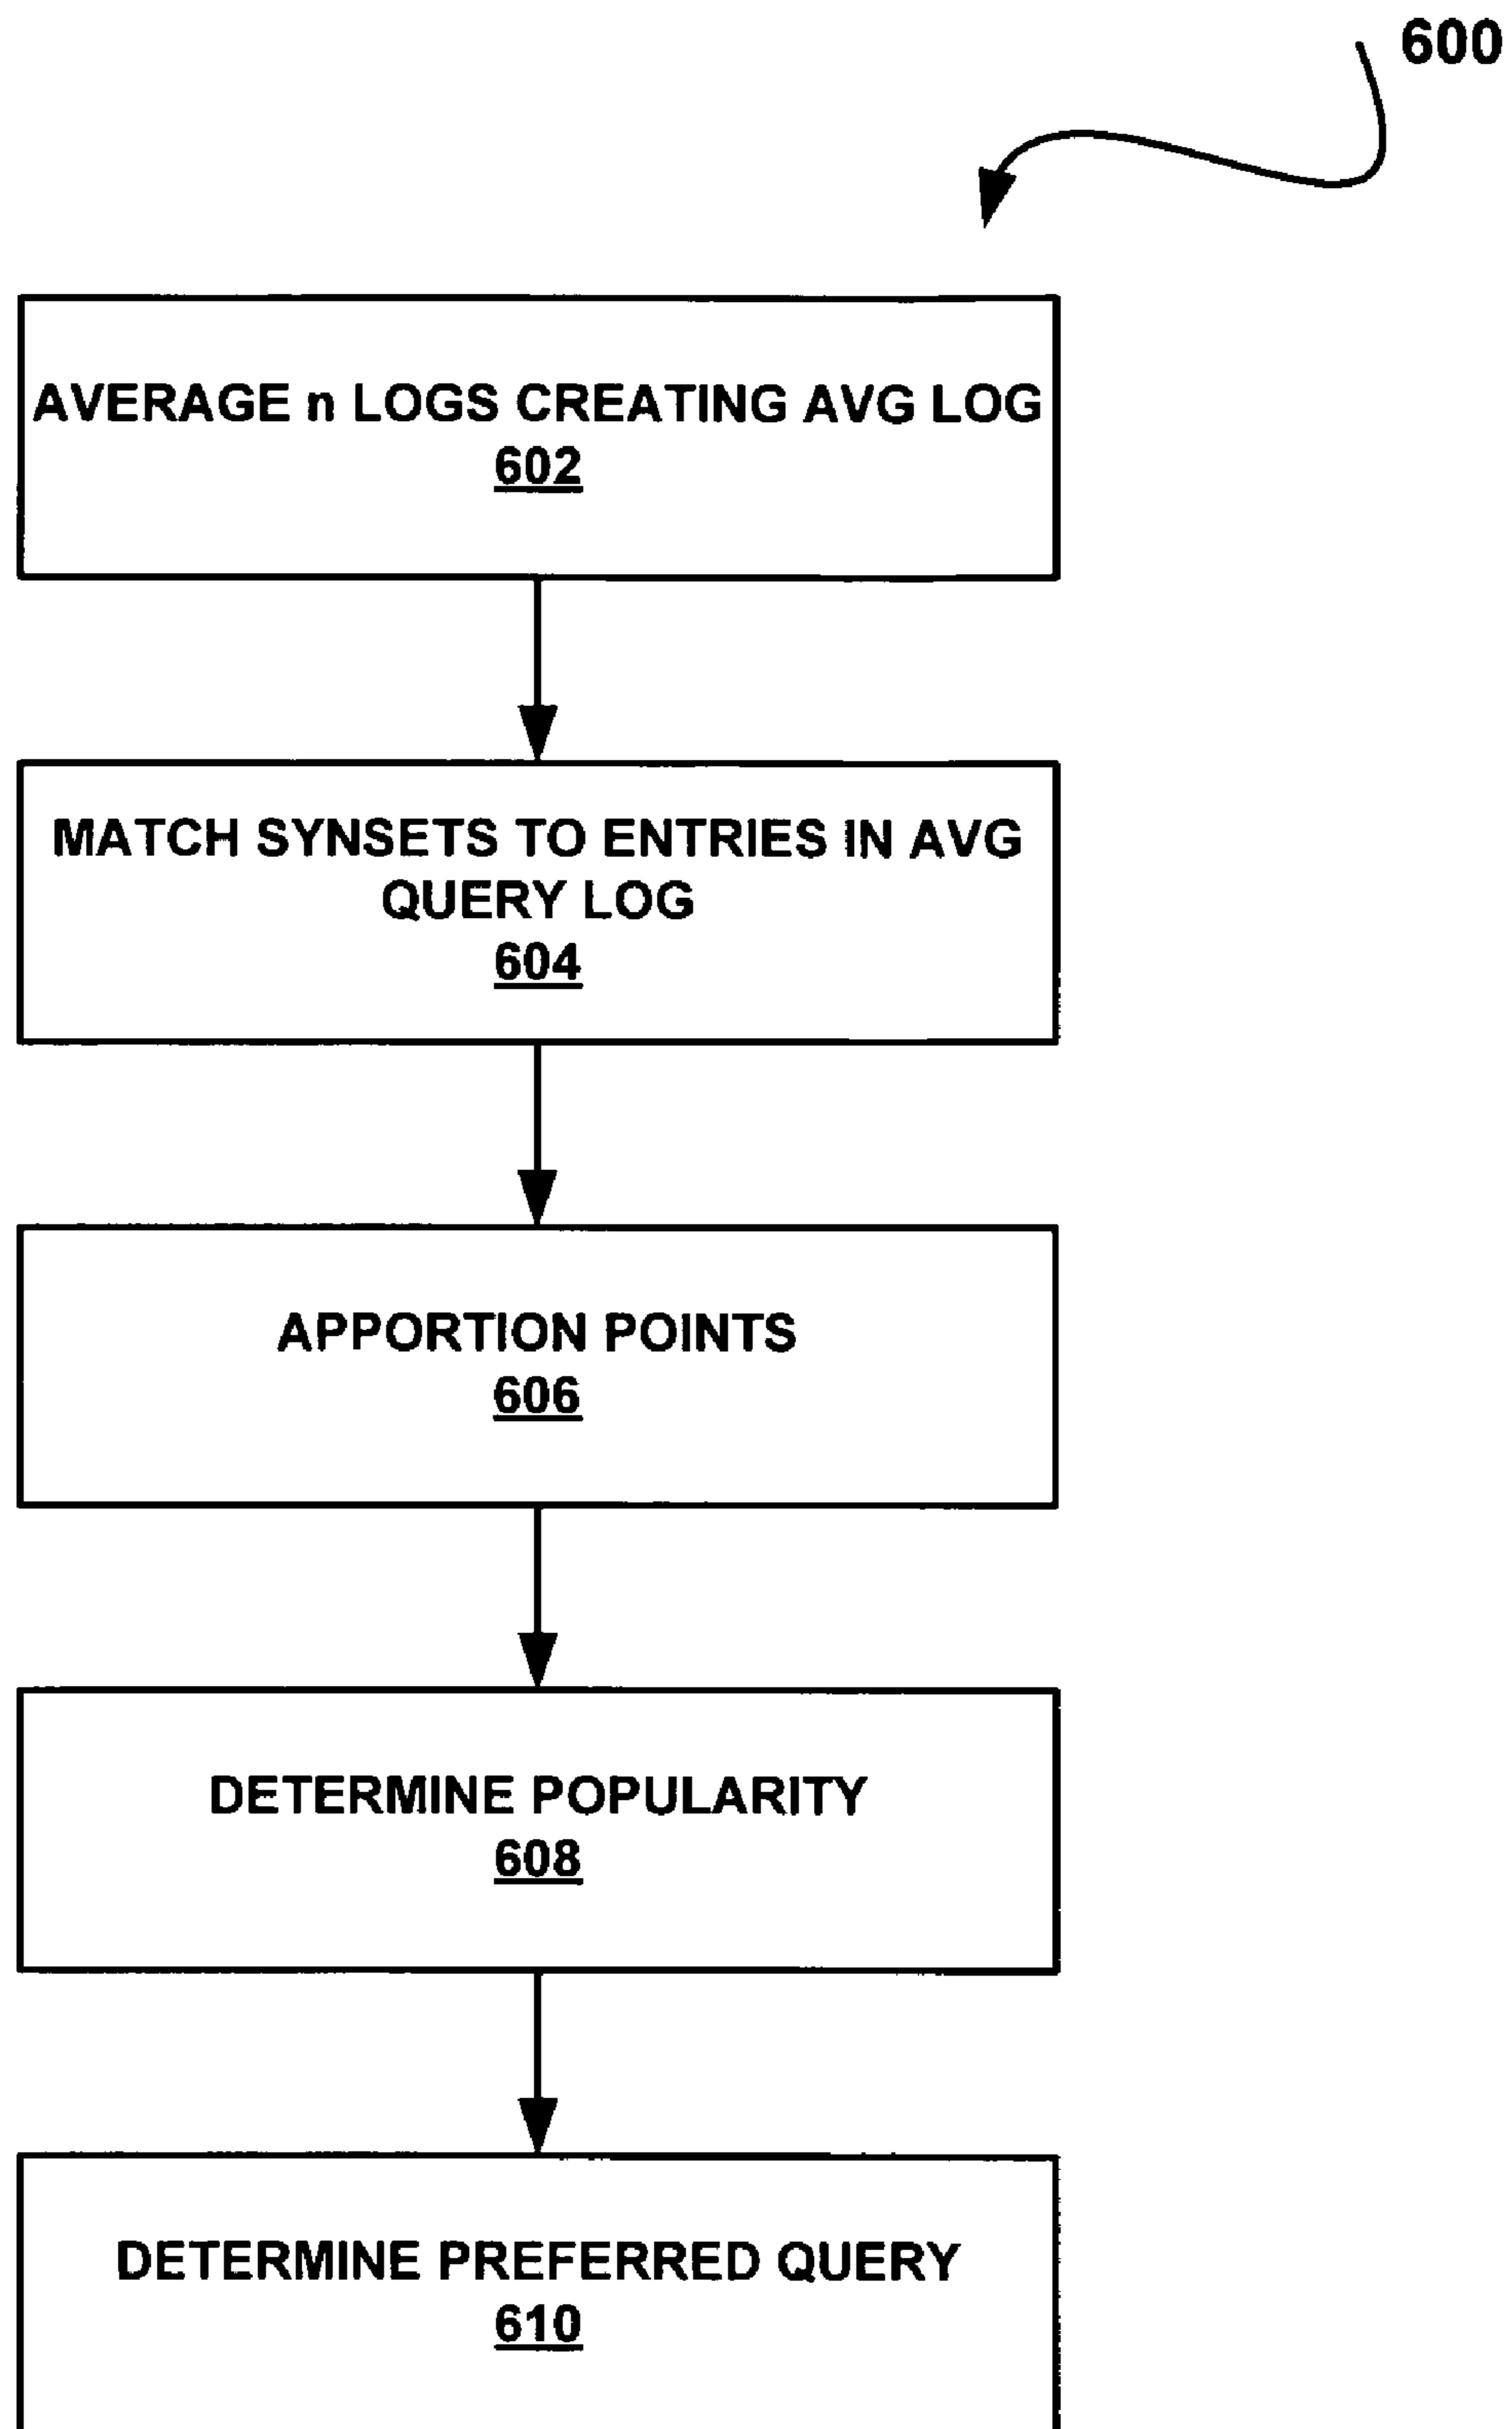 600
AVERAGE n LOGS CREATING AVG LOG
602
MATCH SYNSETS TO ENTRIES IN AVG
QUERY LOG
604
APPORTION POINTS
606
DETERMINE POPULARITY
608
DETERMINE PREFERRED QUERY
610